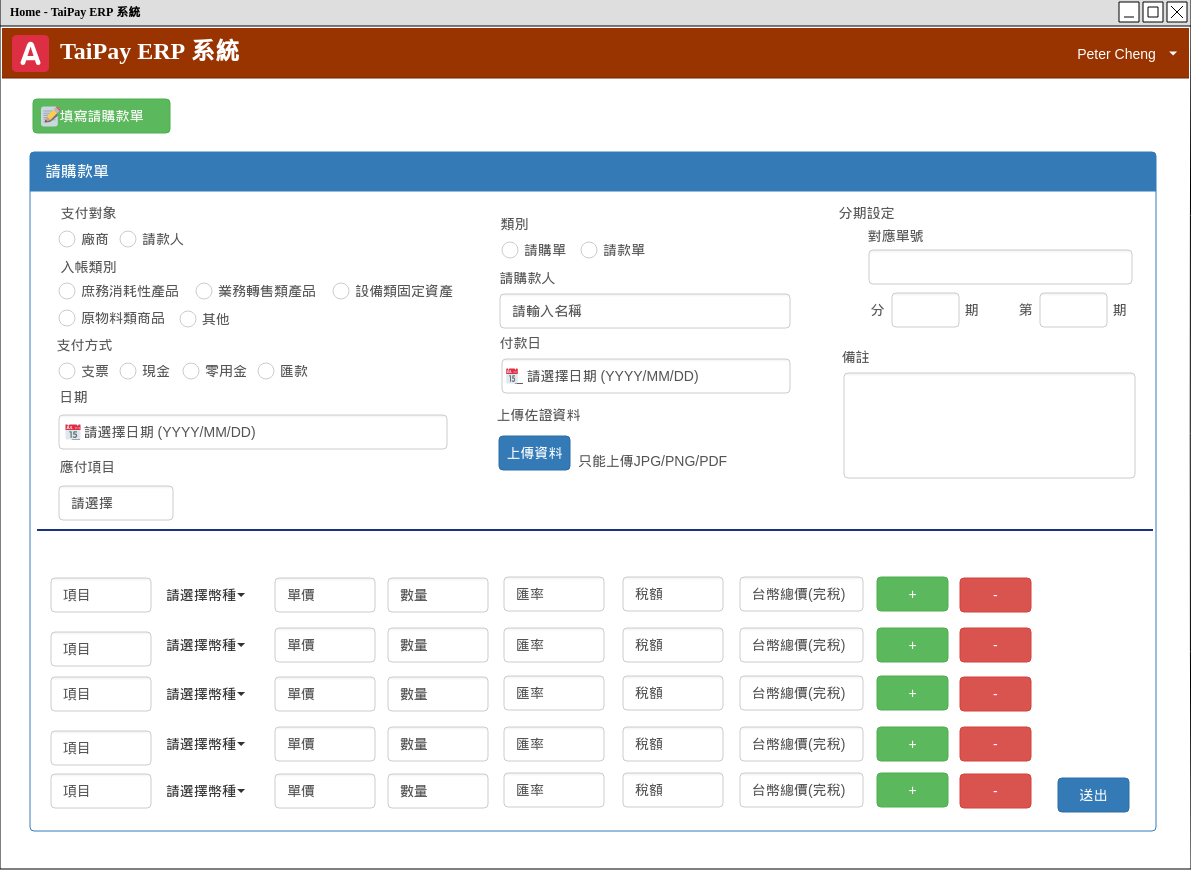 Home - TaiPay ERP 系統
A TaiPay ERP 系統
Peter Cheng
填寫請購款單
請購款單
支付對象
廠商 請款人
入帳類別
庶務消耗性產品 業務轉售類產品 設備類固定資產
原物料類商品 其他
支付方式
支票 現金 零用金 匯款
日期
15 請選擇日期 (YYYY/MM/DD)
應付項目
請選擇
類別
請購單 請款單
請購款人
請輸入名稱
付款日
15 請選擇日期 (YYYY/MM/DD)
上傳佐證資料
上傳資料 只能上傳JPG/PNG/PDF
分期設定
對應單號
分 期 第 期
備註
項目 請選擇幣種 單價 數量 匯率 稅額 台幣總價(完稅) + -
項目 請選擇幣種 單價 數量 匯率 稅額 台幣總價(完稅) + -
項目 請選擇幣種 單價 數量 匯率 稅額 台幣總價(完稅) + -
項目 請選擇幣種 單價 數量 匯率 稅額 台幣總價(完稅) + -
項目 請選擇幣種 單價 數量 匯率 稅額 台幣總價(完稅) + -
送出